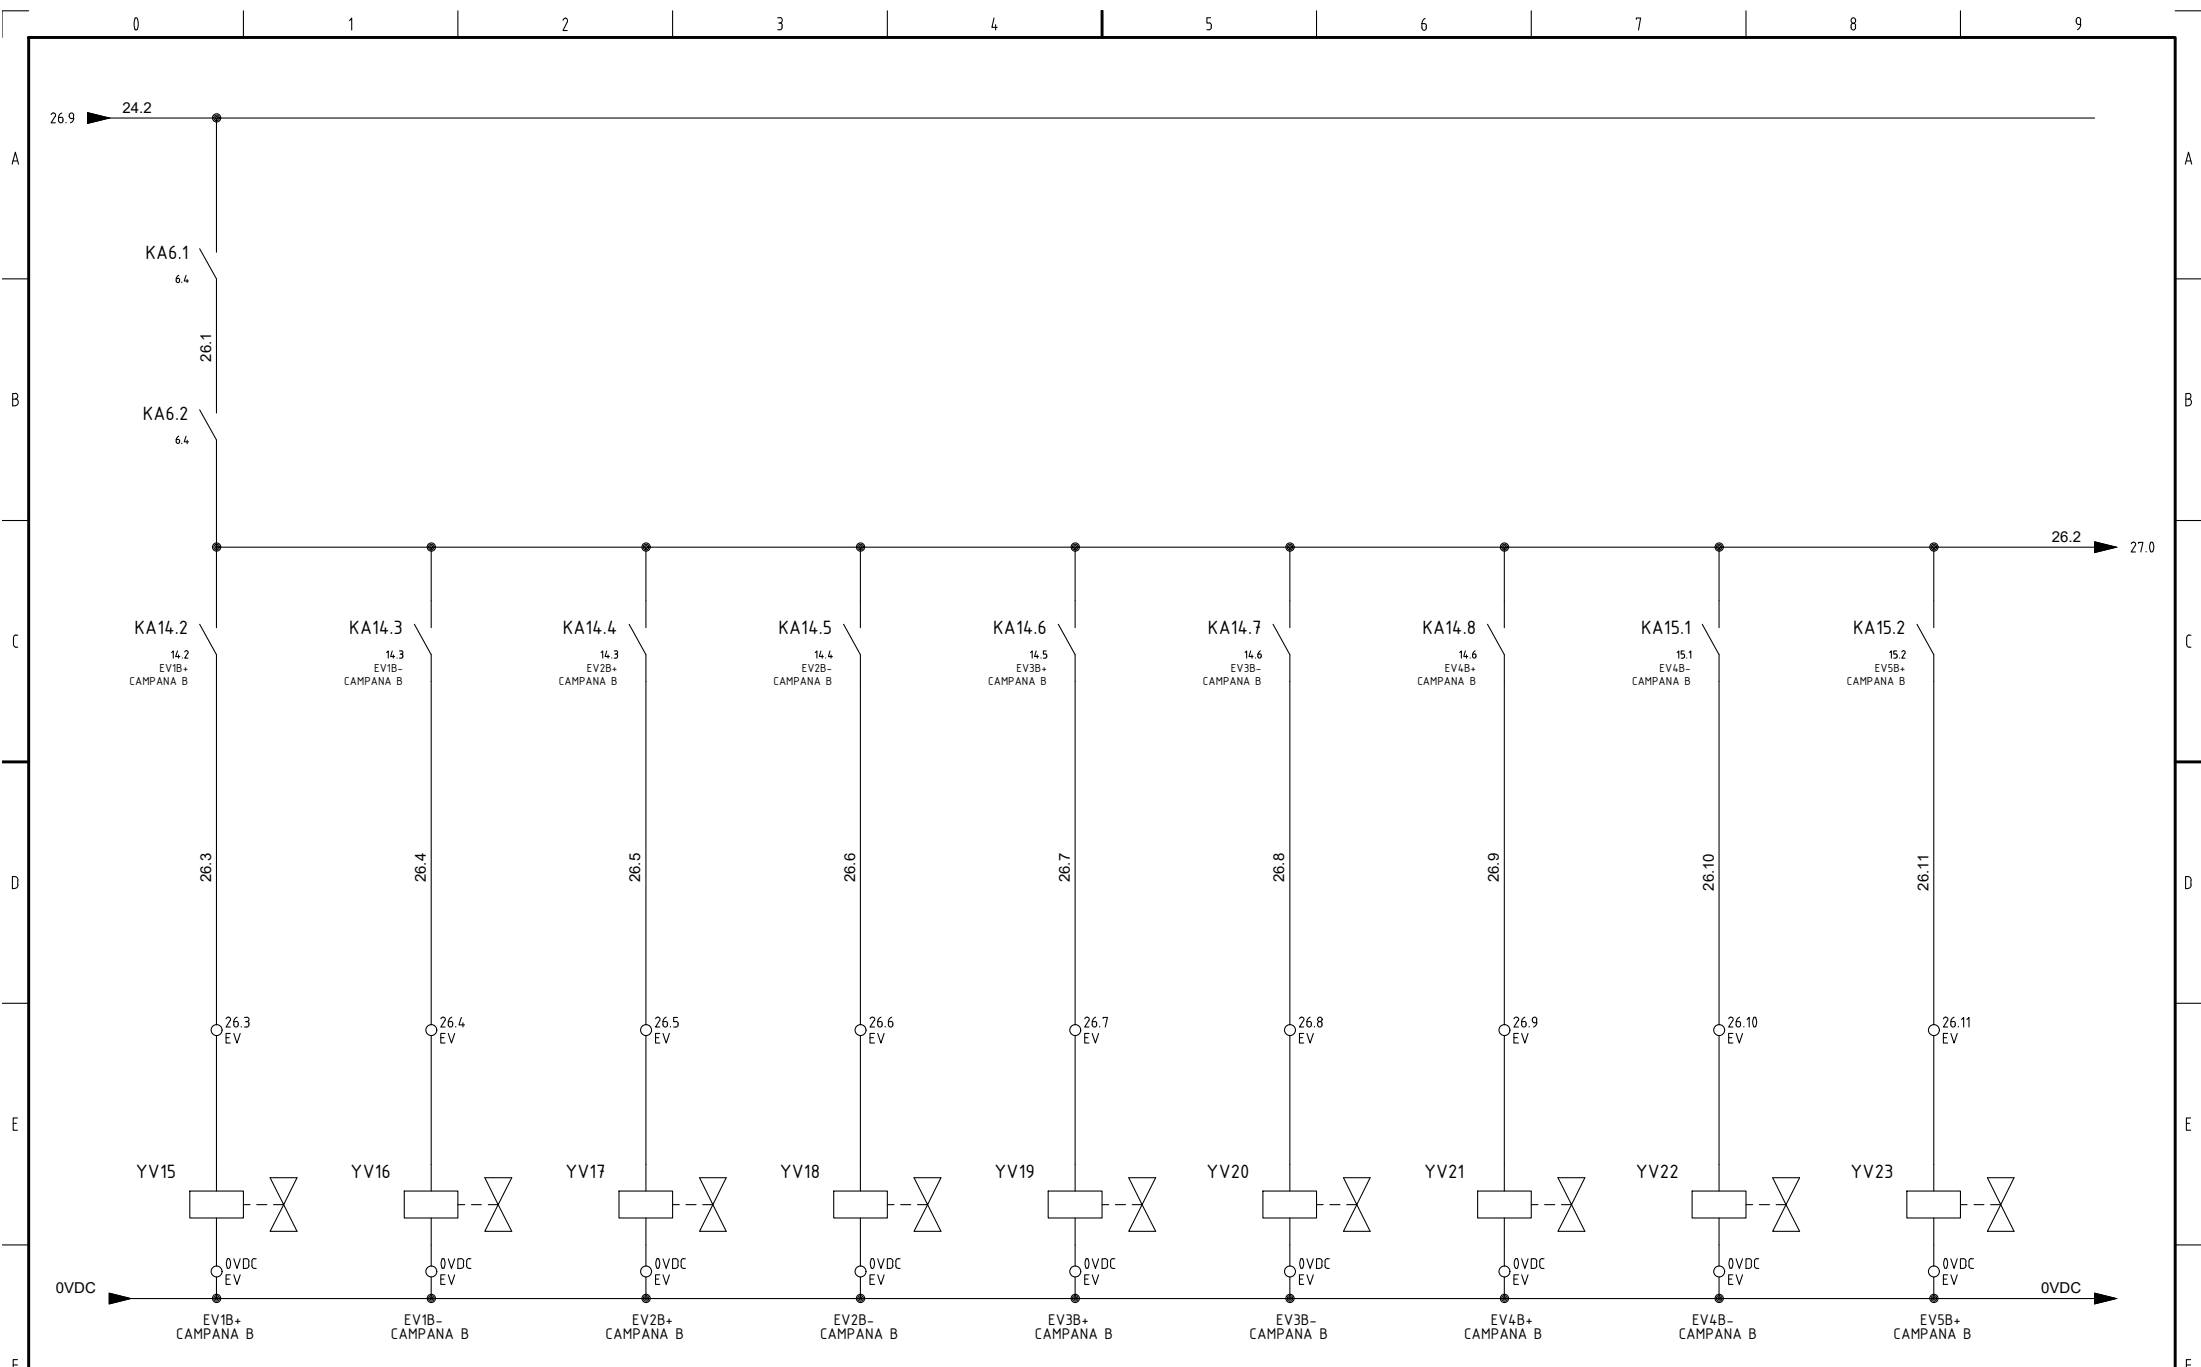 0 1 2 3 4 5 6 7 8 9
24.2
26.9
A A
KA6.1
6.4
26.1
B B
KA6.2
6.4
26.2
27.0
KA14.2 KA14.3 KA14.4 KA14.5 KA14.6 KA14.7 KA14.8 KA15.1 KA15.2
C C
14.2 14.3 14.3 14.4 14.5 14.6 14.6 15.1 15.2
EV1B+ EV1B- EV2B+ EV2B- EV3B+ EV3B- EV4B+ EV4B- EV5B+
CAMPANA B CAMPANA B CAMPANA B CAMPANA B CAMPANA B CAMPANA B CAMPANA B CAMPANA B CAMPANA B
26.3 26.4 26.5 26.6 26.7 26.8 26.9 26.10 26.11
D D
26.3 26.4 26.5 26.6 26.7 26.8 26.9 26.10 26.11
EV EV EV EV EV EV EV EV EV
E E
YV15 YV16 YV17 YV18 YV19 YV20 YV21 YV22 YV23
0VDC 0VDC 0VDC 0VDC 0VDC 0VDC 0VDC 0VDC 0VDC
EV EV EV EV EV EV EV EV EV
0VDC 0VDC
EV1B+ EV1B- EV2B+ EV2B- EV3B+ EV3B- EV4B+ EV4B- EV5B+
CAMPANA B CAMPANA B CAMPANA B CAMPANA B CAMPANA B CAMPANA B CAMPANA B CAMPANA B CAMPANA B